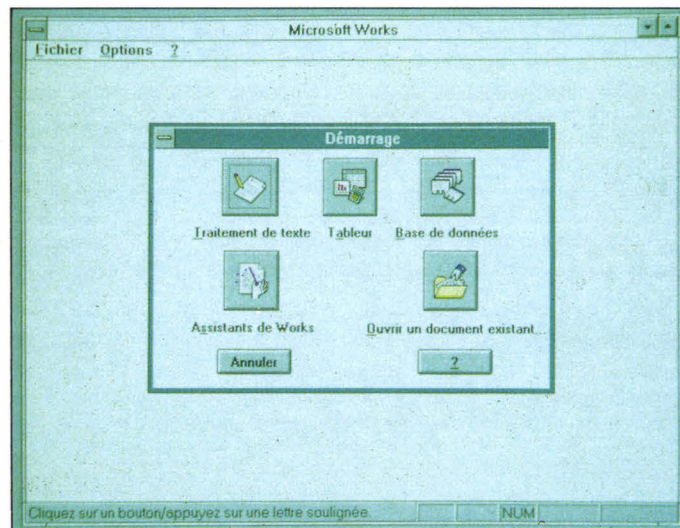 Microsoft Works
Fichier Options ?
Démarrage
Traitement de texte Tableur Base de données
Assistants de Works Ouvrir un document existant...
Annuler ?
Cliquez sur un bouton/appuyez sur une lettre soulignée. NUM